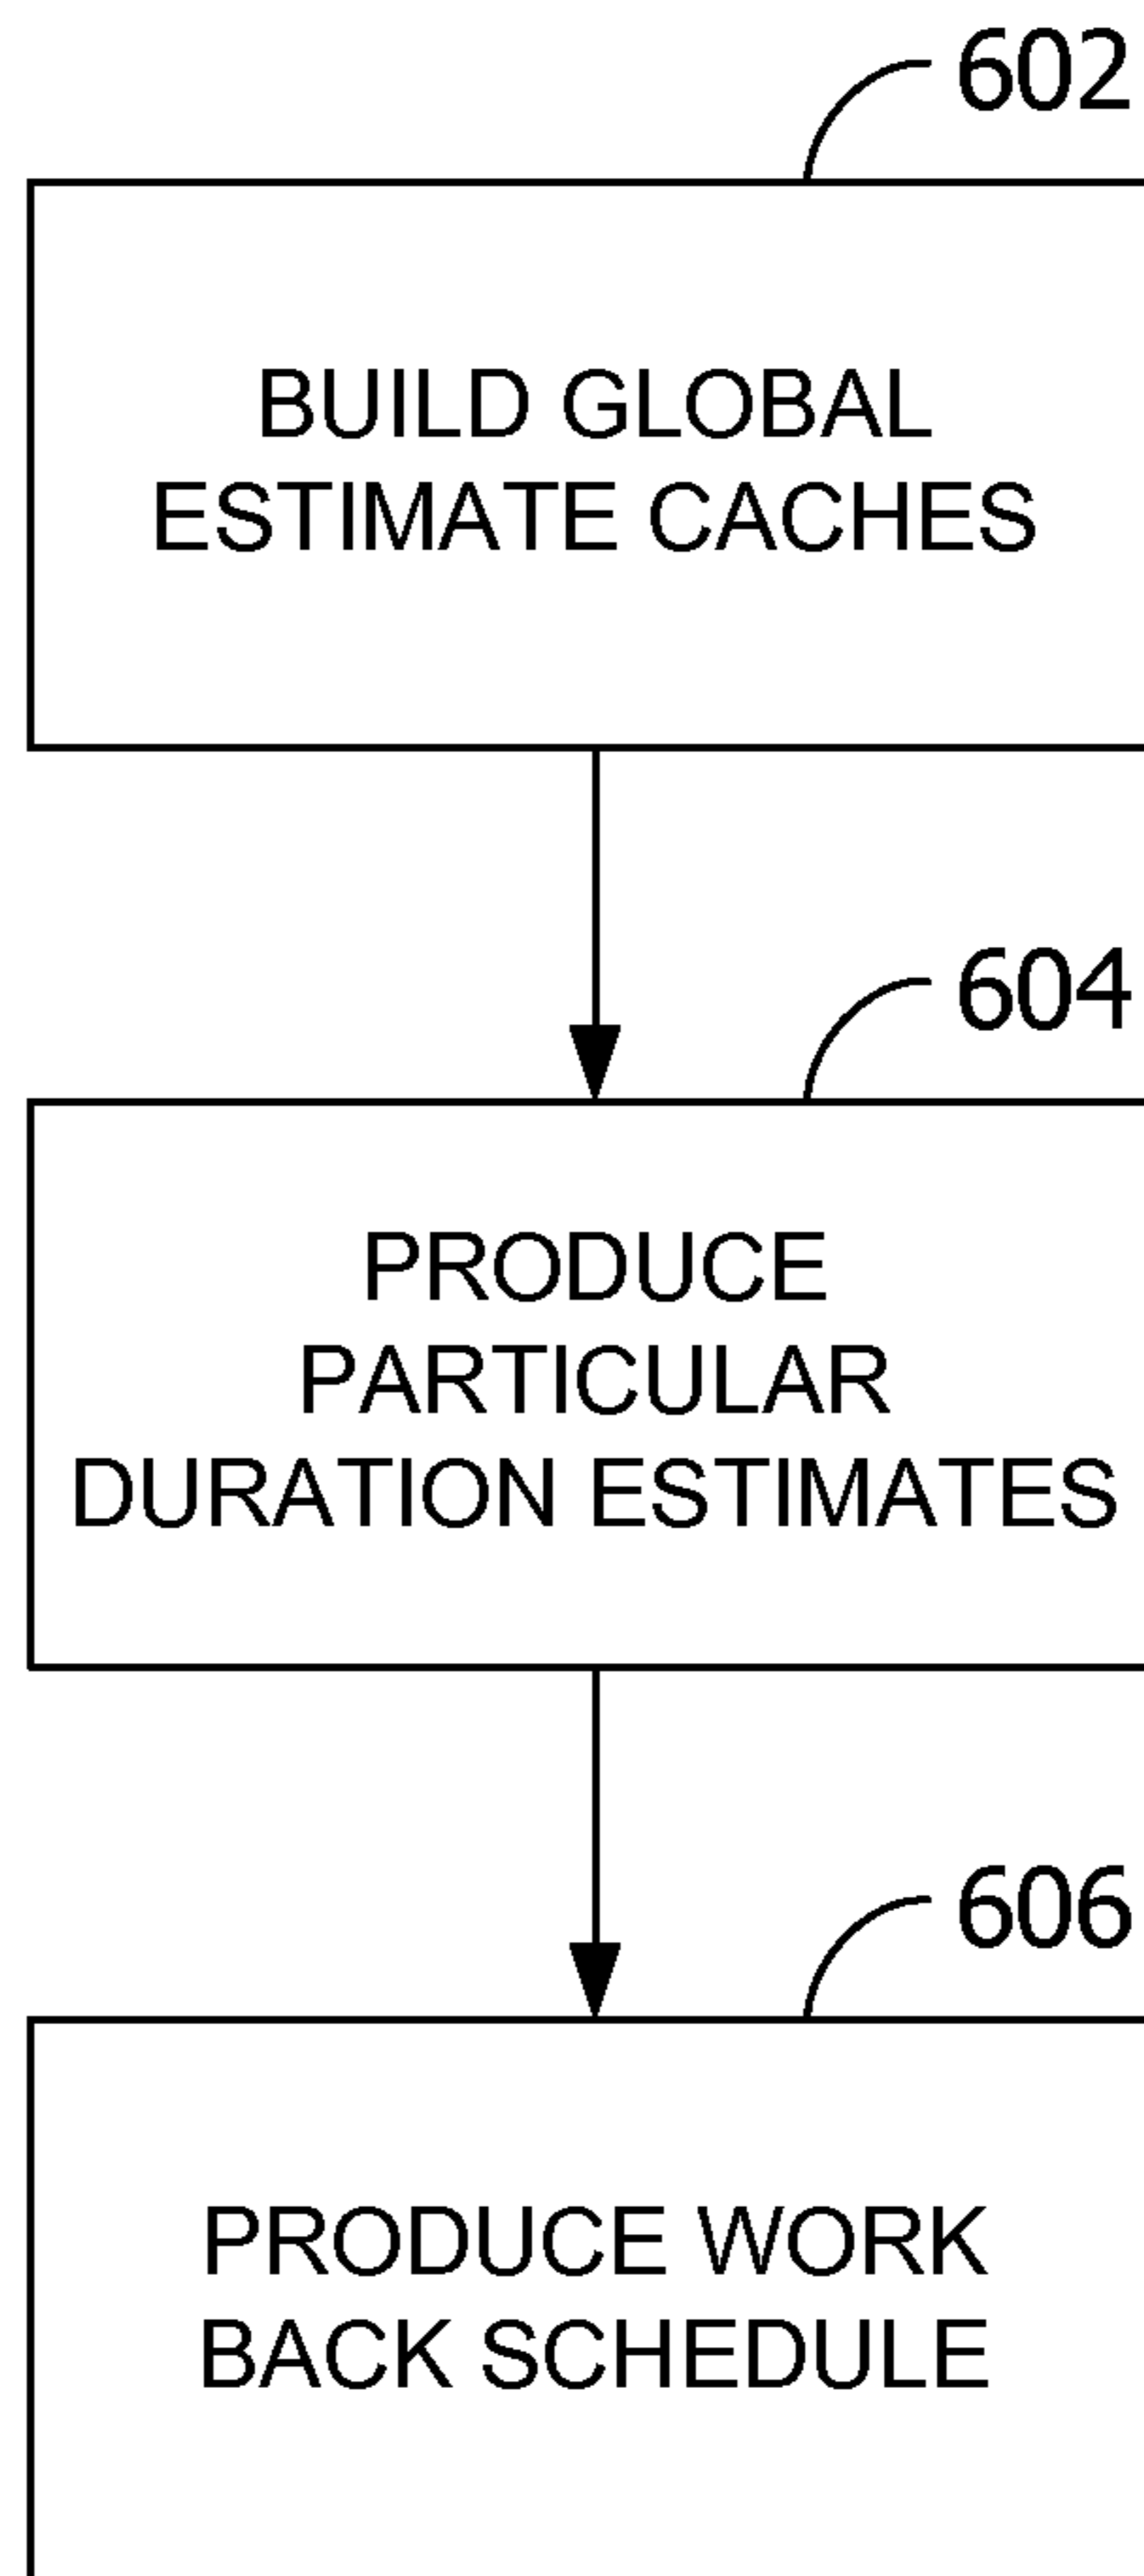 602
BUILD GLOBAL
ESTIMATE CACHES
604
PRODUCE
PARTICULAR
DURATION ESTIMATES
606
PRODUCE WORK
BACK SCHEDULE